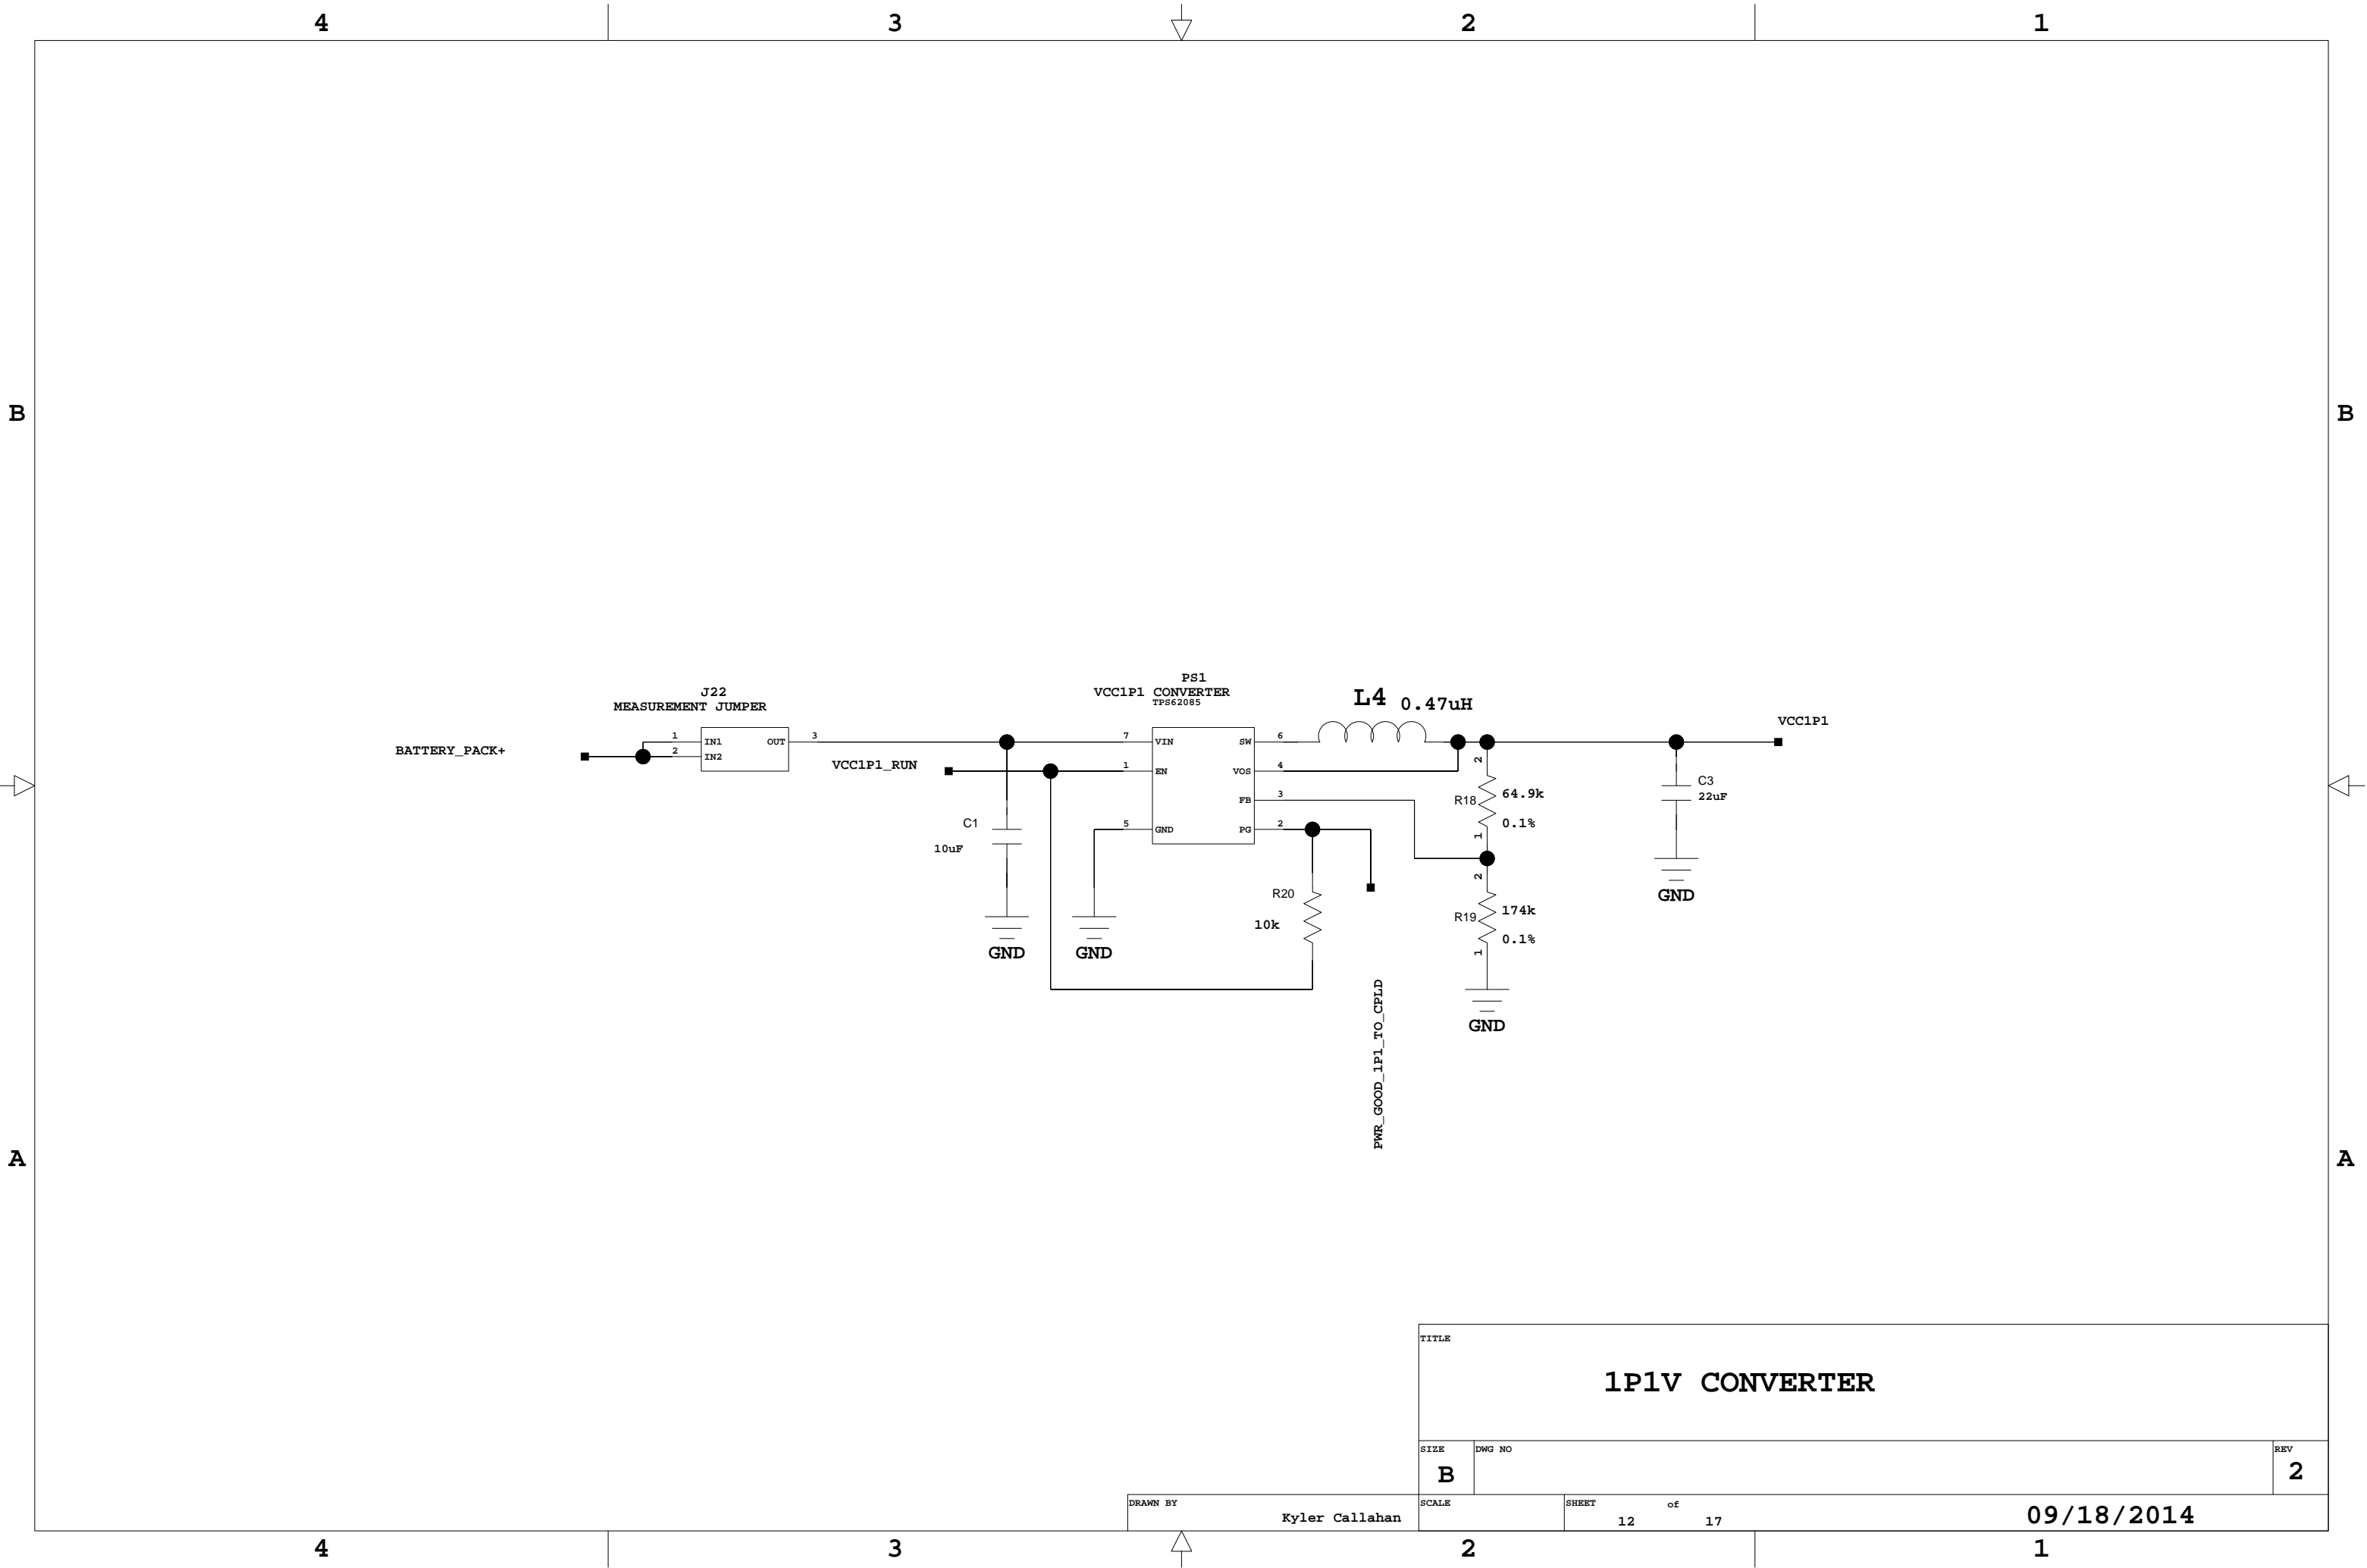 4 3 2 1
B B
PS1
J22 VCC1P1 CONVERTER
MEASUREMENT JUMPER TPS62085
L4 0.47uH
VCC1P1
1 IN1 OUT 3 7 VIN SW 6
BATTERY_PACK+ 2 IN2
VCC1P1_RUN 1 EN VOS 4 2
C3
R18 64.9k 22uF
FB 3
C1 5 GND PG 2 0.1%
1
10uF
2
R20 GND
R19 174k
10k
0.1%
GND GND 1
PWR_GOOD_1P1_TO_CPLD
GND
A A
TITLE
1P1V CONVERTER
SIZE DWG NO REV
B 2
DRAWN BY SCALE SHEET of
Kyler Callahan 12 17 09/18/2014
4 3 2 1